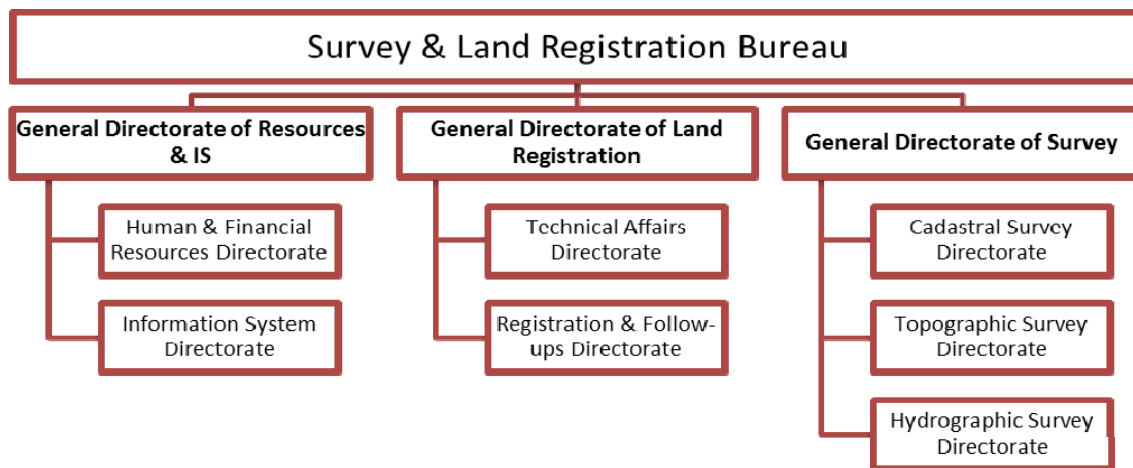 Survey & Land Registration Bureau
General Directorate of Resources
& IS
Human & Financial
Resources Directorate
Information System
Directorate
General Directorate of Land
Registration
Technical Affairs
Directorate
Registration & Follow-
ups Directorate
General Directorate of Survey
Cadastral Survey
Directorate
Topographic Survey
Directorate
Hydrographic Survey
Directorate